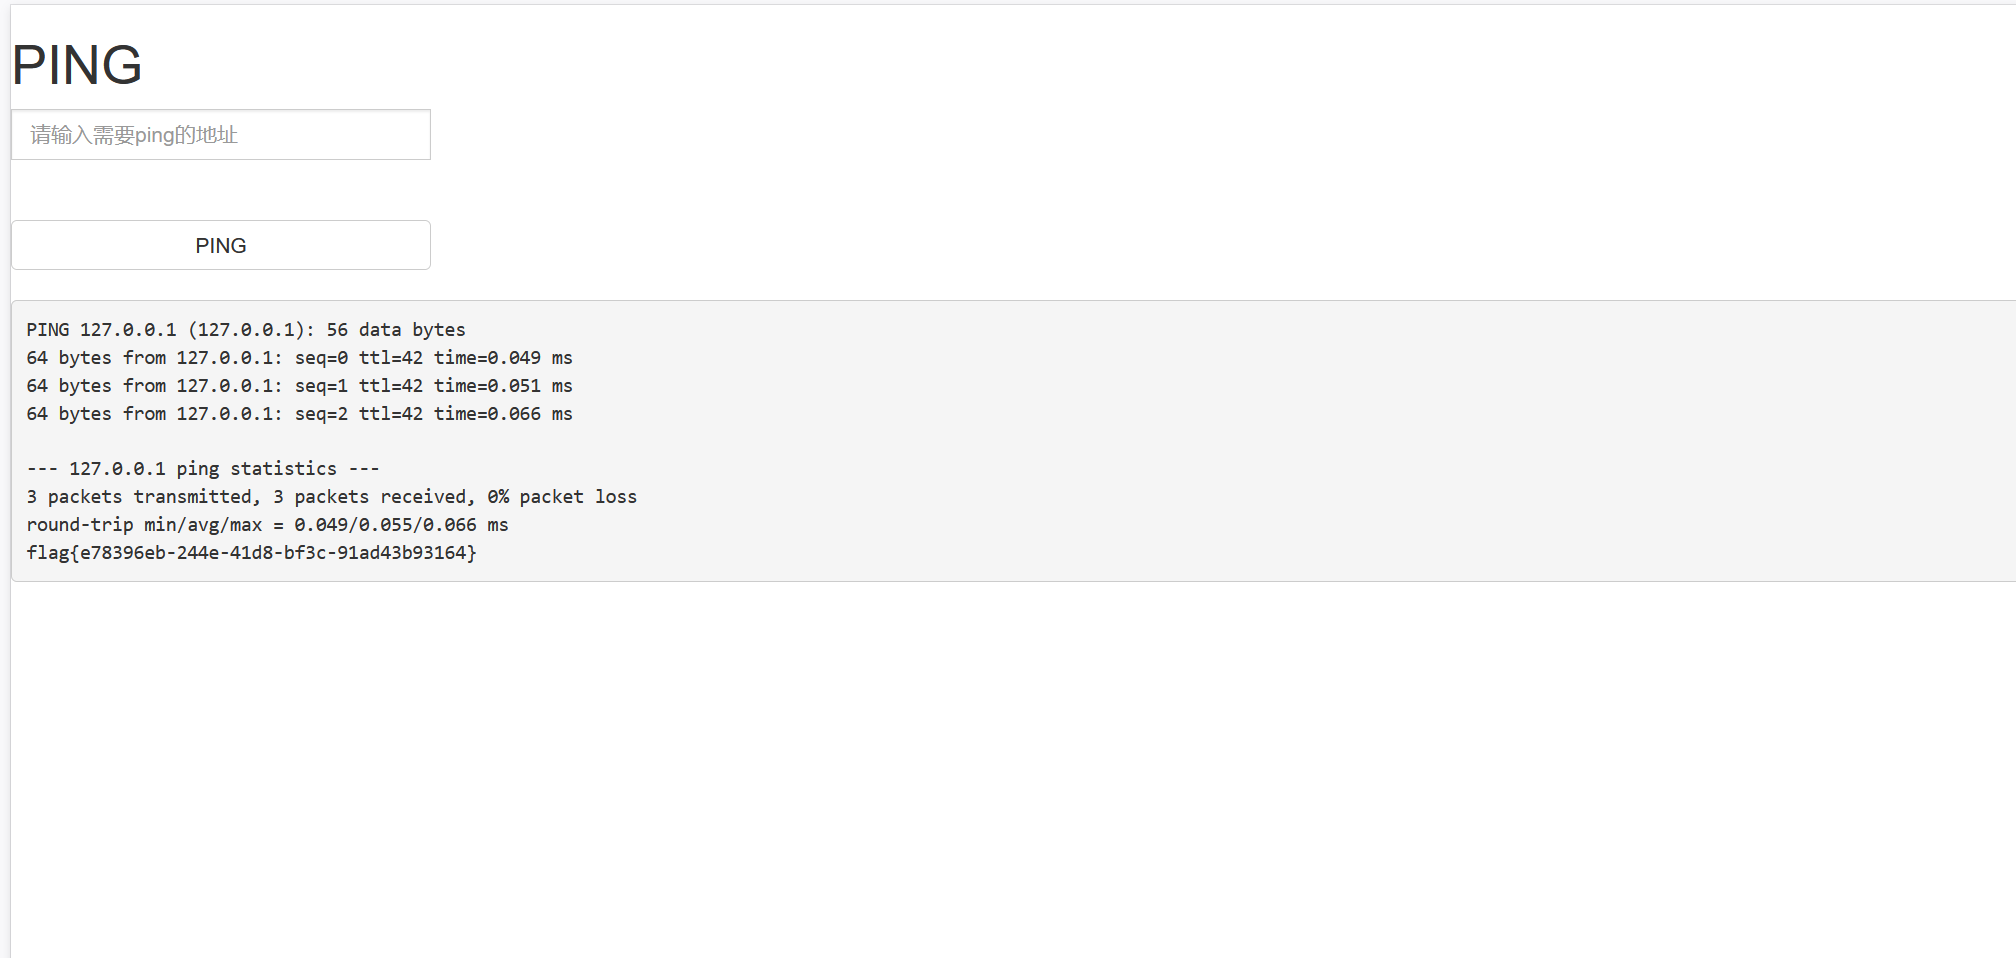 PING
请输入需要ping的地址
PING
PING 127.0.0.1 (127.0.0.1): 56 data bytes
64 bytes from 127.0.0.1: seq=0 ttl=42 time=0.049 ms
64 bytes from 127.0.0.1: seq=1 ttl=42 time=0.051 ms
64 bytes from 127.0.0.1: seq=2 ttl=42 time=0.066 ms
--- 127.0.0.1 ping statistics ---
3 packets transmitted, 3 packets received, 0% packet loss
round-trip min/avg/max = 0.049/0.055/0.066 ms
flag{e78396eb-244e-41d8-bf3c-91ad43b93164}